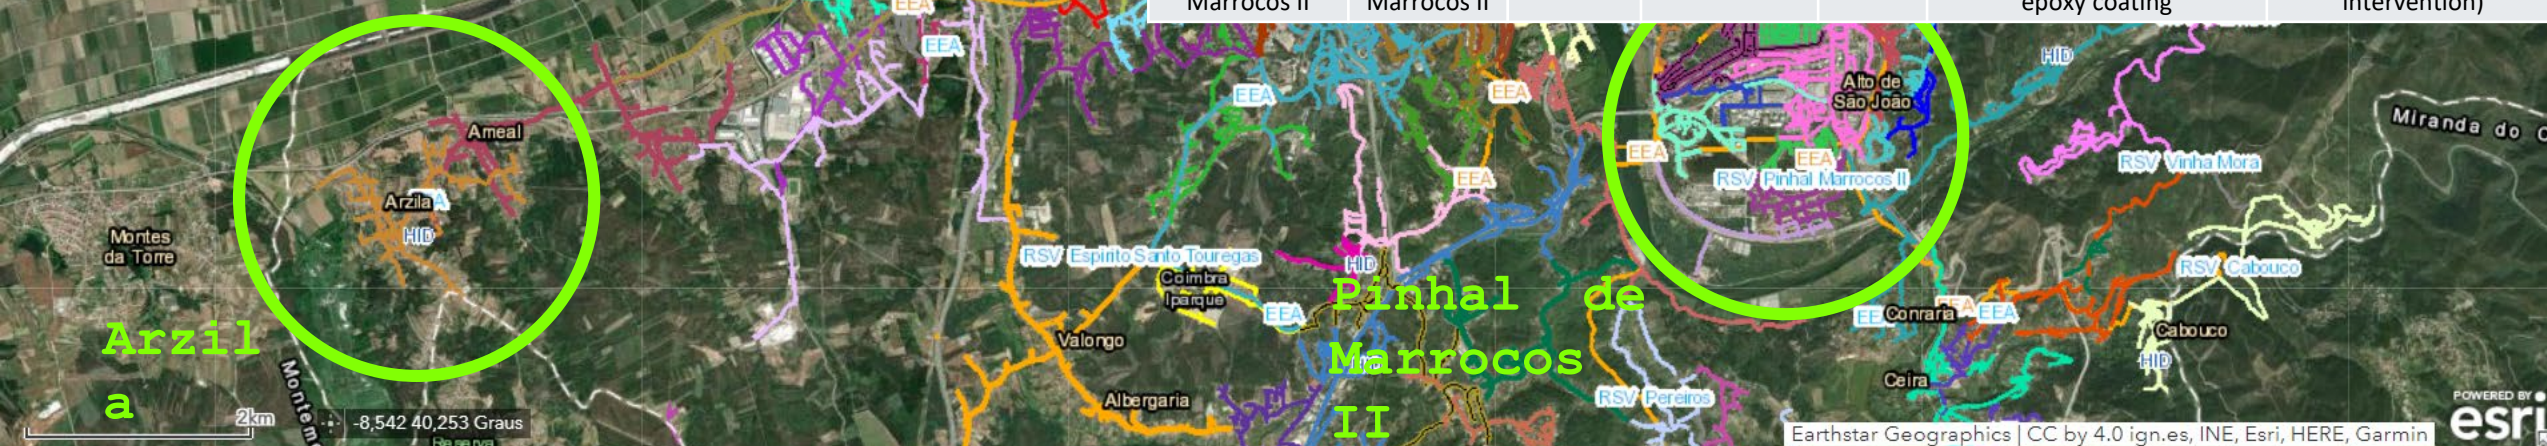 Marrocos II
Marrocos II
epoxy coating
intervention)
EEA
EEA
HID
EEA
EEA
Alto de
São João
Miranda do
Ameal
EEA
EEA
RSV Vinha Mora
EEA
RSV Pinhal Marrocos II
Arzila
A
HID
Montes
da Torre
RSV Espirito Santo Touregas
HID
RSV Cabouco
Coimbra
Iparque
Pinhal de
Marrocos
II
EEA
EEA
Conraria
EEA
Cabouco
Arzil
a
Valongo
HID
Montem
Ceira
Albergaria
RSV Pereiros
2km
-8,542 40,253 Graus
POWERED BY
esri
Earthstar Geographics | CC by 4.0 ign.es, INE, Esri, HERE, Garmin